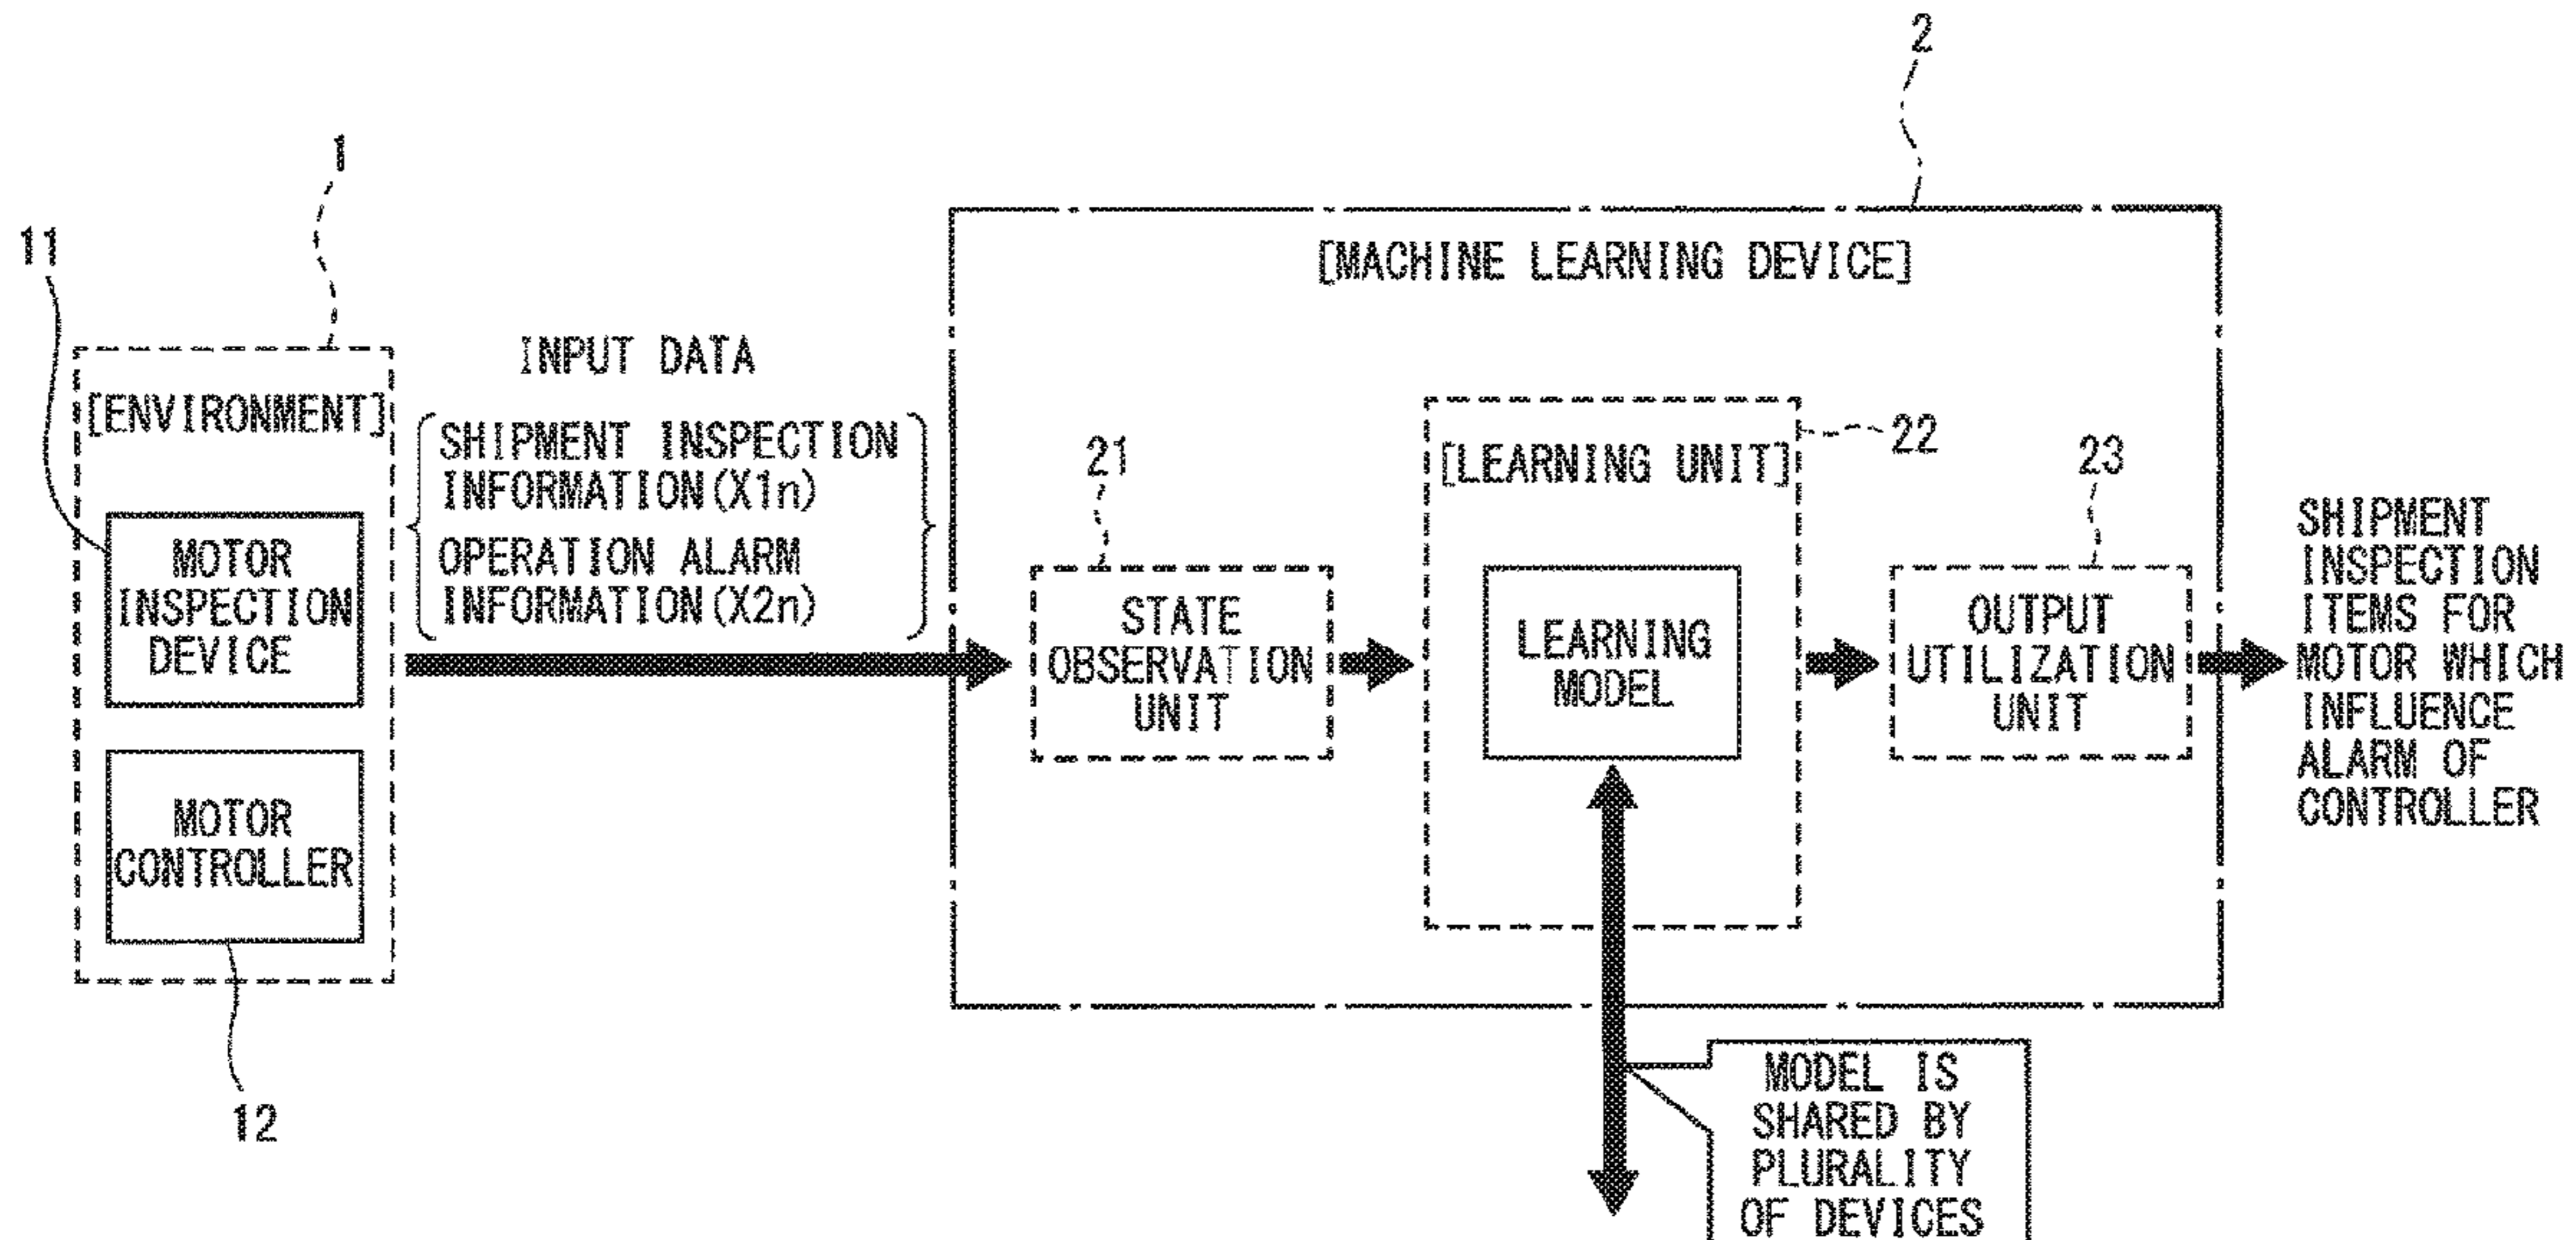 2
1
11
[MACHINE LEARNING DEVICE]
INPUT DATA
[ENVIRONMENT]
SHIPMENT INSPECTION
INFORMATION(X1n)
OPERATION ALARM
INFORMATION(X2n)
MOTOR
INSPECTION
DEVICE
MOTOR
CONTROLLER
12
21
STATE
OBSERVATION
UNIT
[LEARNING UNIT]
22
LEARNING
MODEL
23
OUTPUT
UTILIZATION
UNIT
SHIPMENT
INSPECTION
ITEMS FOR
MOTOR WHICH
INFLUENCE
ALARM OF
CONTROLLER
MODEL IS
SHARED BY
PLURALITY
OF DEVICES